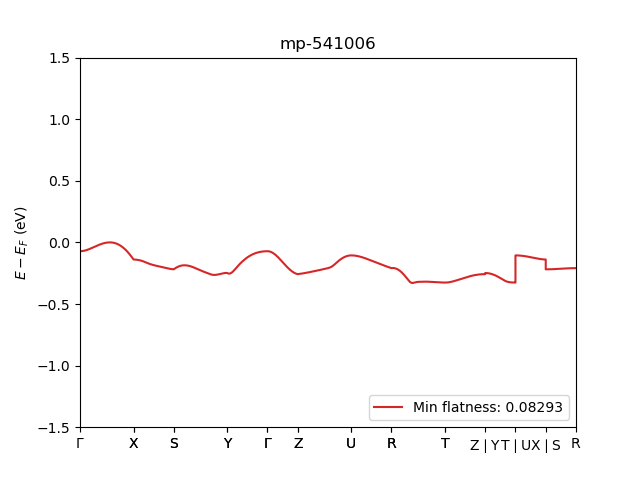 mp-541006
1.5
1.0
0.5
0.0
−0.5
−1.0
−1.5
E − E_F (eV)
Min flatness: 0.08293
Γ X S Y Γ Z U R T Z | Y T | U X | S R